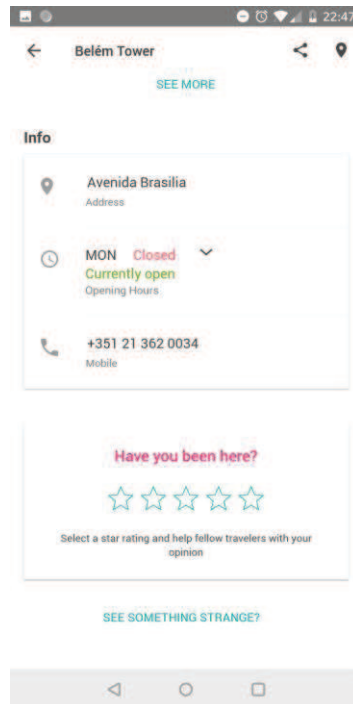 22:47
Belém Tower
SEE MORE
Info
Avenida Brasilia
Address
MON Closed
Currently open
Opening Hours
+351 21 362 0034
Mobile
Have you been here?
Select a star rating and help fellow travelers with your
opinion
SEE SOMETHING STRANGE?